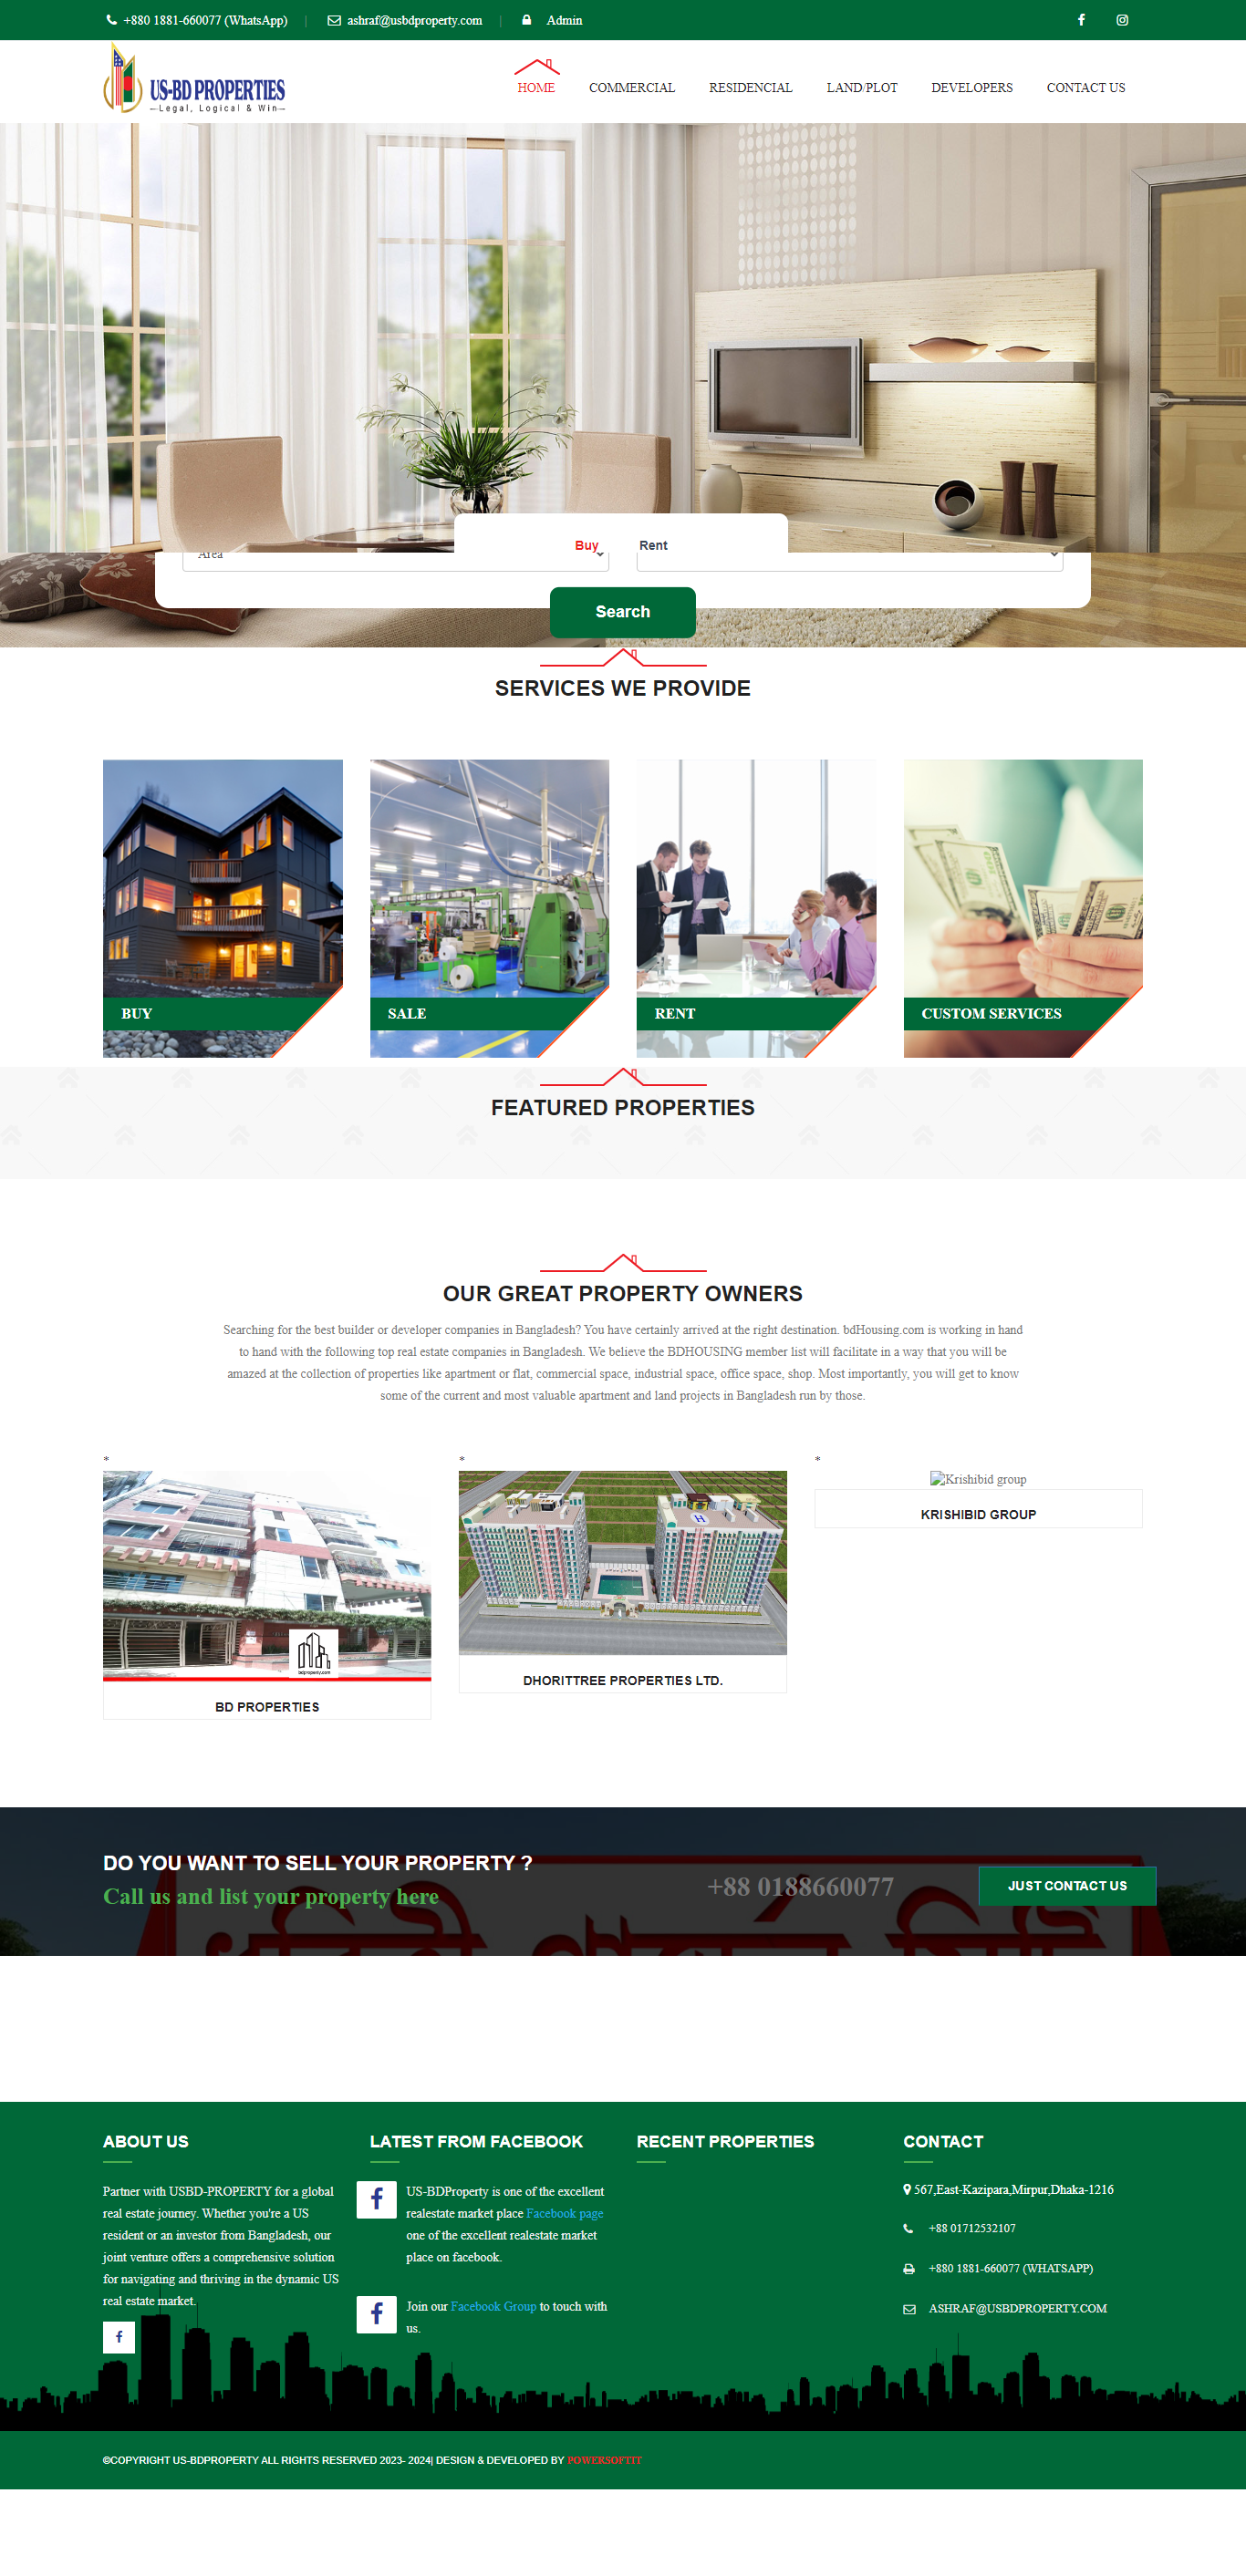 +880 1881-660077 (WhatsApp) | ashraf@usbdproperty.com | Admin
US-BD PROPERTIES
Legal, Logical & Win
HOME COMMERCIAL RESIDENCIAL LAND/PLOT DEVELOPERS CONTACT US
Buy Rent
Area
Search
SERVICES WE PROVIDE
BUY
SALE
RENT
CUSTOM SERVICES
FEATURED PROPERTIES
OUR GREAT PROPERTY OWNERS
Searching for the best builder or developer companies in Bangladesh? You have certainly arrived at the right destination. bdHousing.com is working in hand
to hand with the following top real estate companies in Bangladesh. We believe the BDHOUSING member list will facilitate in a way that you will be
amazed at the collection of properties like apartment or flat, commercial space, industrial space, office space, shop. Most importantly, you will get to know
some of the current and most valuable apartment and land projects in Bangladesh run by those.
* * *
bdproperty.com
BD PROPERTIES
H
DHORITTREE PROPERTIES LTD.
Krishibid group
KRISHIBID GROUP
DO YOU WANT TO SELL YOUR PROPERTY ?
Call us and list your property here
+88 0188660077
JUST CONTACT US
ABOUT US
Partner with USBD-PROPERTY for a global
real estate journey. Whether you're a US
resident or an investor from Bangladesh, our
joint venture offers a comprehensive solution
for navigating and thriving in the dynamic US
real estate market.
LATEST FROM FACEBOOK
US-BDProperty is one of the excellent
realestate market place Facebook page
one of the excellent realestate market
place on facebook.
Join our Facebook Group to touch with
us.
RECENT PROPERTIES
CONTACT
567,East-Kazipara,Mirpur,Dhaka-1216
+88 01712532107
+880 1881-660077 (WHATSAPP)
ASHRAF@USBDPROPERTY.COM
©COPYRIGHT US-BDPROPERTY ALL RIGHTS RESERVED 2023- 2024| DESIGN & DEVELOPED BY POWERSOFTIT